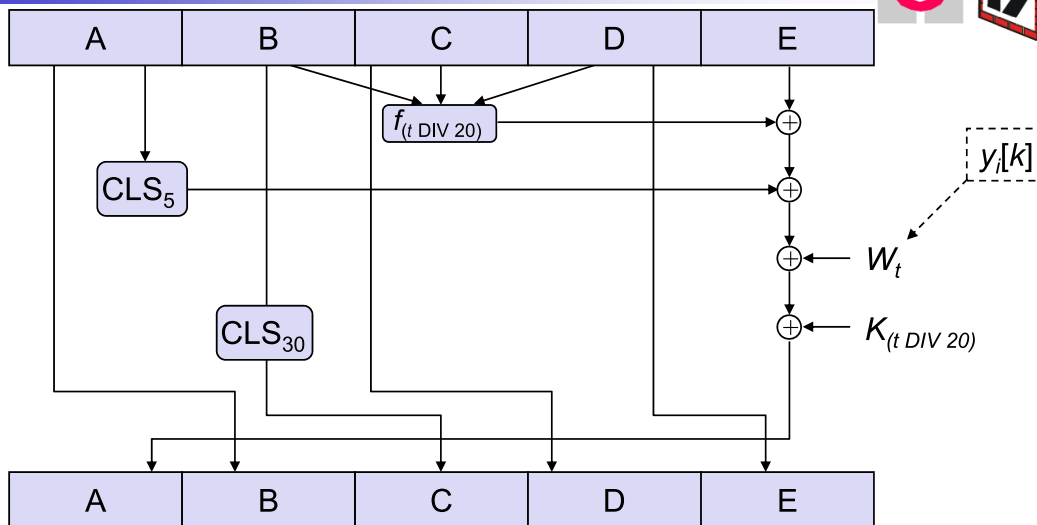 A B C D E
f(t DIV 20)
CLS5
yi[k]
Wt
CLS30
K(t DIV 20)
A B C D E